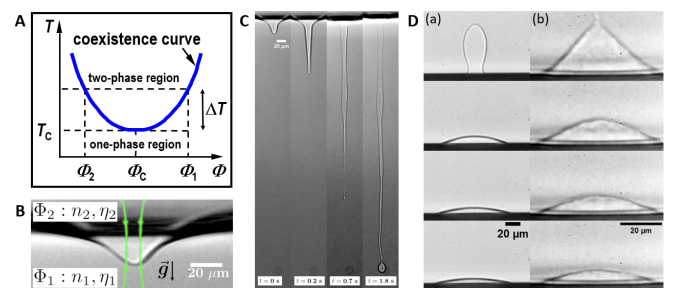 A
T
coexistence curve
two-phase region
ΔT
T_C
one-phase region
Φ_2
Φ_C
Φ_1
Φ
B
Φ_2 : n_2, η_2
Φ_1 : n_1, η_1
g⃗
20 μm
C
20 μm
t = 0 s
t = 0.2 s
t = 0.7 s
t = 1.8 s
D
(a)
(b)
20 μm
20 μm